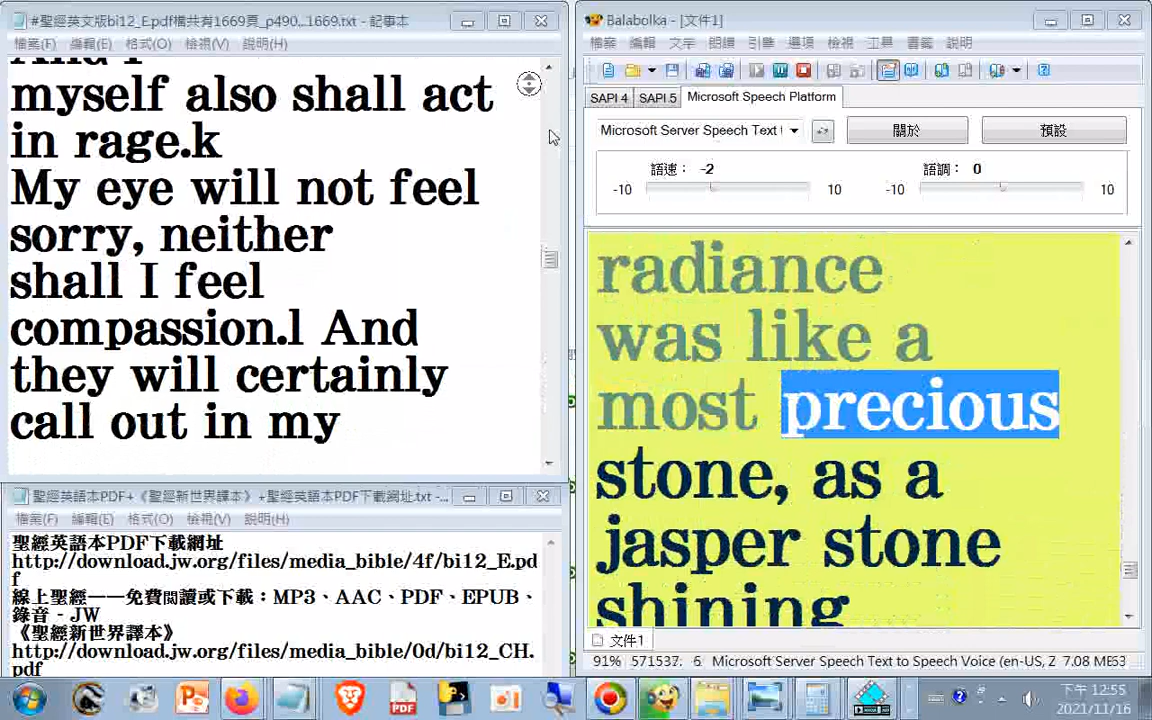 #聖經英文版bi12_E.pdf檔共有1669頁_p490,..1669.txt - 記事本
檔案(F) 編輯(E) 格式(O) 檢視(V) 說明(H)
And I
myself also shall act
in rage.k
My eye will not feel
sorry, neither
shall I feel
compassion.l And
they will certainly
call out in my
聖經英語本PDF+《聖經新世界譯本》+聖經英語本PDF下載網址.txt -...
檔案(F) 編輯(E) 格式(O) 檢視(V) 說明(H)
聖經英語本PDF下載網址
http://download.jw.org/files/media_bible/4f/bi12_E.pd
f
線上聖經——免費閱讀或下載：MP3、AAC、PDF、EPUB、
錄音 - JW
《聖經新世界譯本》
http://download.jw.org/files/media_bible/0d/bi12_CH.
pdf
Balabolka - [文件1]
檔案 編輯 文字 朗讀 引擎 選項 檢視 工具 書籤 說明
SAPI 4 SAPI 5 Microsoft Speech Platform
Microsoft Server Speech Text 關於 預設
語速： -2 語調： 0
-10 10 -10 10
radiance
was like a
most precious
stone, as a
jasper stone
shining
文件1
91% 571537: 6 Microsoft Server Speech Text to Speech Voice (en-US, Z 7.08 ME
PDF
下午 12:55
2021/11/16